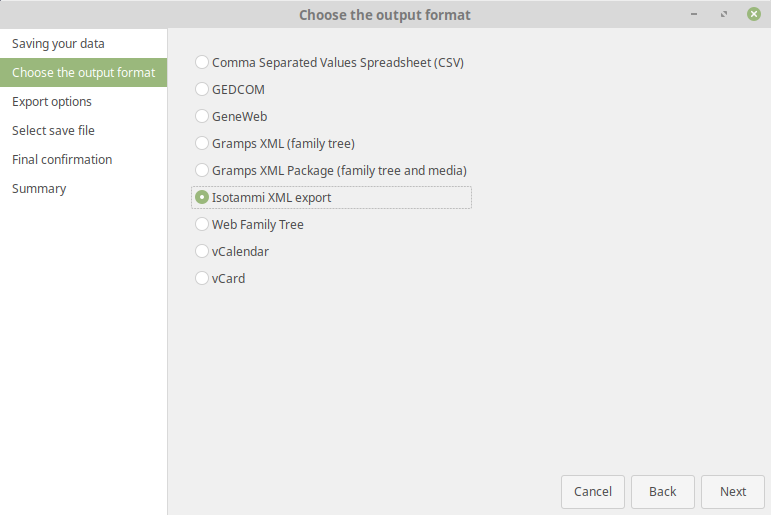 Choose the output format
Saving your data
Choose the output format
Export options
Select save file
Final confirmation
Summary
Comma Separated Values Spreadsheet (CSV)
GEDCOM
GeneWeb
Gramps XML (family tree)
Gramps XML Package (family tree and media)
Isotammi XML export
Web Family Tree
vCalendar
vCard
Cancel
Back
Next